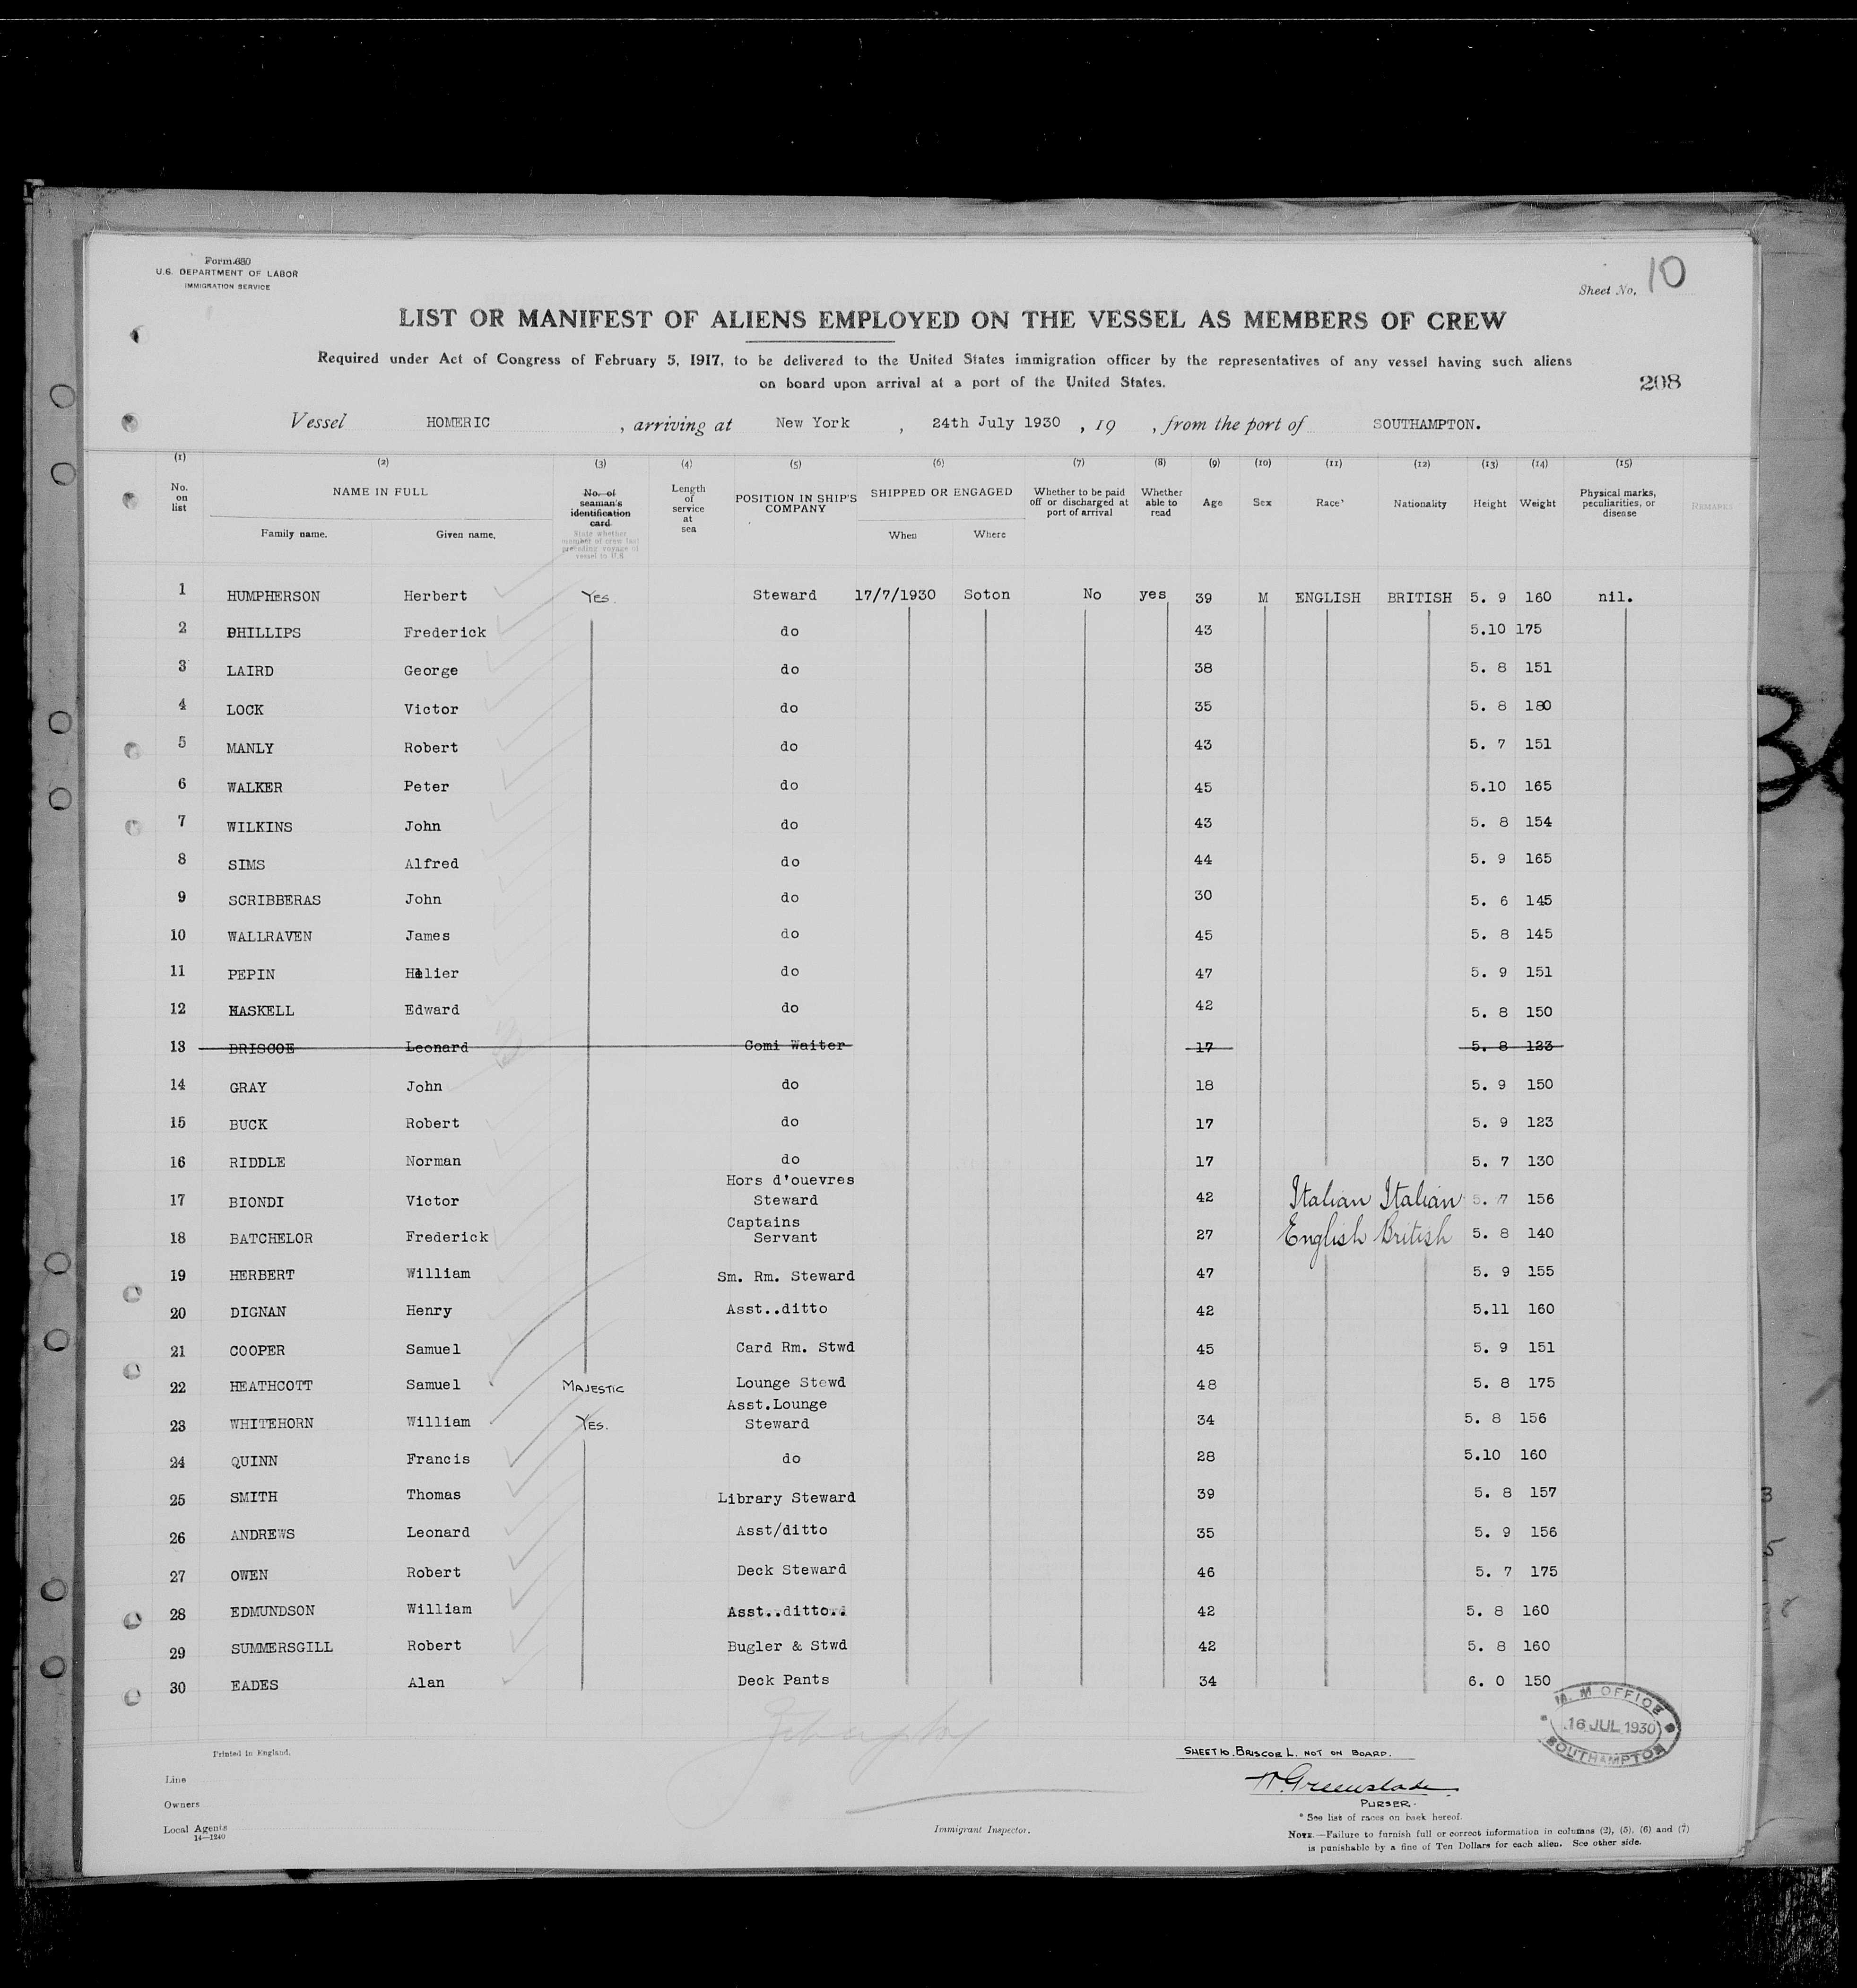 Form 680
U.S. DEPARTMENT OF LABOR
IMMIGRATION SERVICE
Sheet No. 10
LIST OR MANIFEST OF ALIENS EMPLOYED ON THE VESSEL AS MEMBERS OF CREW
Required under Act of Congress of February 5, 1917, to be delivered to the United States immigration officer by the representatives of any vessel having such aliens
on board upon arrival at a port of the United States.
208
Vessel HOMERIC , arriving at New York , 24th July 1930 , 19 , from the port of SOUTHAMPTON.
(1) (2) (3) (4) (5) (6) (7) (8) (9) (10) (11) (12) (13) (14) (15)
No. on list NAME IN FULL Family name. Given name. No. of seaman's identification card State whether member of crew last preceding voyage of vessel to U.S. Length of service at sea POSITION IN SHIP'S COMPANY SHIPPED OR ENGAGED When Where Whether to be paid off or discharged at port of arrival Whether able to read Age Sex Race* Nationality Height Weight Physical marks, peculiarities, or disease REMARKS
1 HUMPHERSON Herbert Yes. Steward 17/7/1930 Soton No yes 39 M ENGLISH BRITISH 5. 9 160 nil.
2 PHILLIPS Frederick do 43 5.10 175
3 LAIRD George do 38 5. 8 151
4 LOCK Victor do 35 5. 8 180
5 MANLY Robert do 43 5. 7 151
6 WALKER Peter do 45 5.10 165
7 WILKINS John do 43 5. 8 154
8 SIMS Alfred do 44 5. 9 165
9 SCRIBBERAS John do 30 5. 6 145
10 WALLRAVEN James do 45 5. 8 145
11 PEPIN Helier do 47 5. 9 151
12 HASKELL Edward do 42 5. 8 150
13 BRISCOE Leonard Comi Waiter 17 5. 8 123
14 GRAY John do 18 5. 9 150
15 BUCK Robert do 17 5. 9 123
16 RIDDLE Norman do 17 5. 7 130
17 BIONDI Victor Hors d'ouevres Steward 42 Italian Italian 5. 7 156
18 BATCHELOR Frederick Captains Servant 27 English British 5. 8 140
19 HERBERT William Sm. Rm. Steward 47 5. 9 155
20 DIGNAN Henry Asst..ditto 42 5.11 160
21 COOPER Samuel Card Rm. Stwd 45 5. 9 151
22 HEATHCOTT Samuel MAJESTIC Lounge Stewd 48 5. 8 175
23 WHITEHORN William YES. Asst.Lounge Steward 34 5. 8 156
24 QUINN Francis do 28 5.10 160
25 SMITH Thomas Library Steward 39 5. 8 157
26 ANDREWS Leonard Asst/ditto 35 5. 9 156
27 OWEN Robert Deck Steward 46 5. 7 175
28 EDMUNDSON William Asst..ditto.. 42 5. 8 160
29 SUMMERSGILL Robert Bugler & Stwd 42 5. 8 160
30 EADES Alan Deck Pants 34 6. 0 150
M. M OFFICE
16 JUL 1930
SOUTHAMPTON
Printed in England.
SHEET 10. BRISCOE L. NOT ON BOARD.
Line
Owners
Greenslade
PURSER.
* See list of races on back hereof.
Local Agents
14—1240
Immigrant Inspector.
NOTE.—Failure to furnish full or correct information in columns (2), (5), (6) and (7)
is punishable by a fine of Ten Dollars for each alien. See other side.